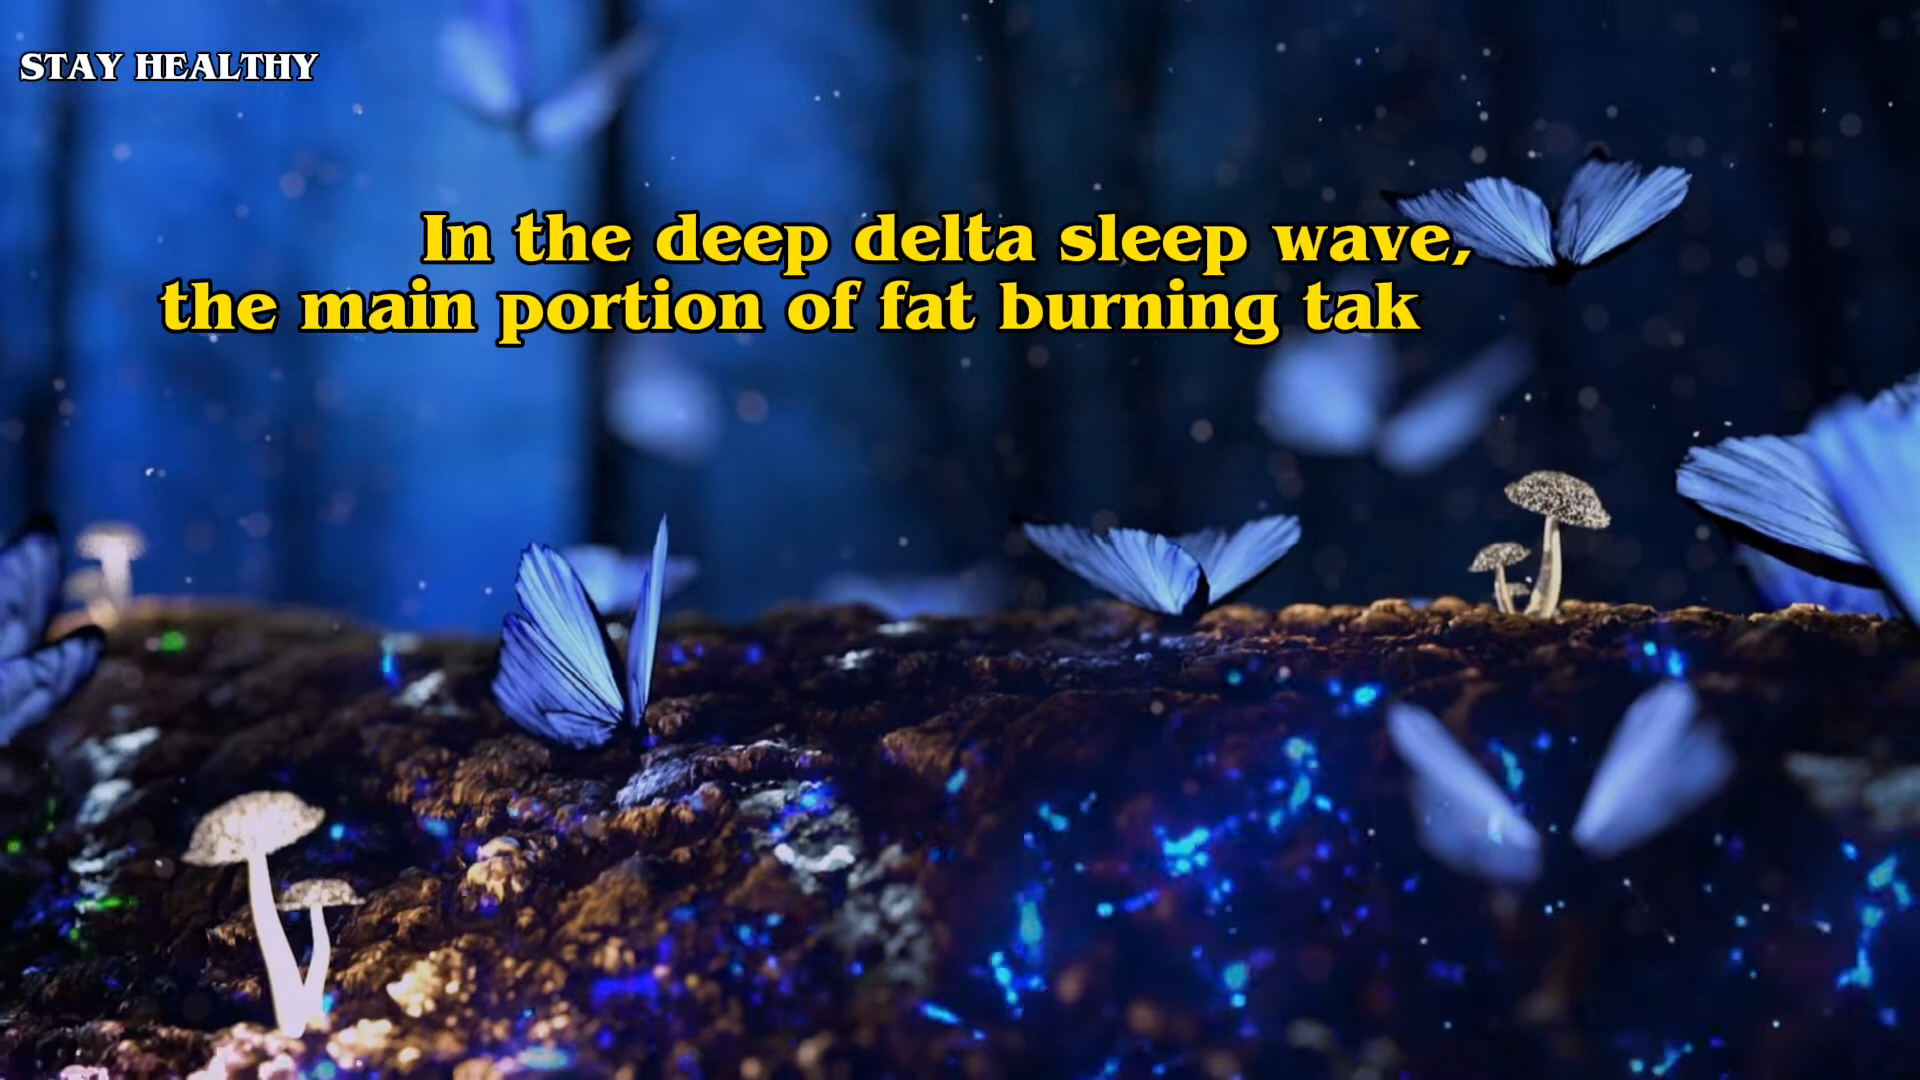 STAY HEALTHY
In the deep delta sleep wave,
the main portion of fat burning tak